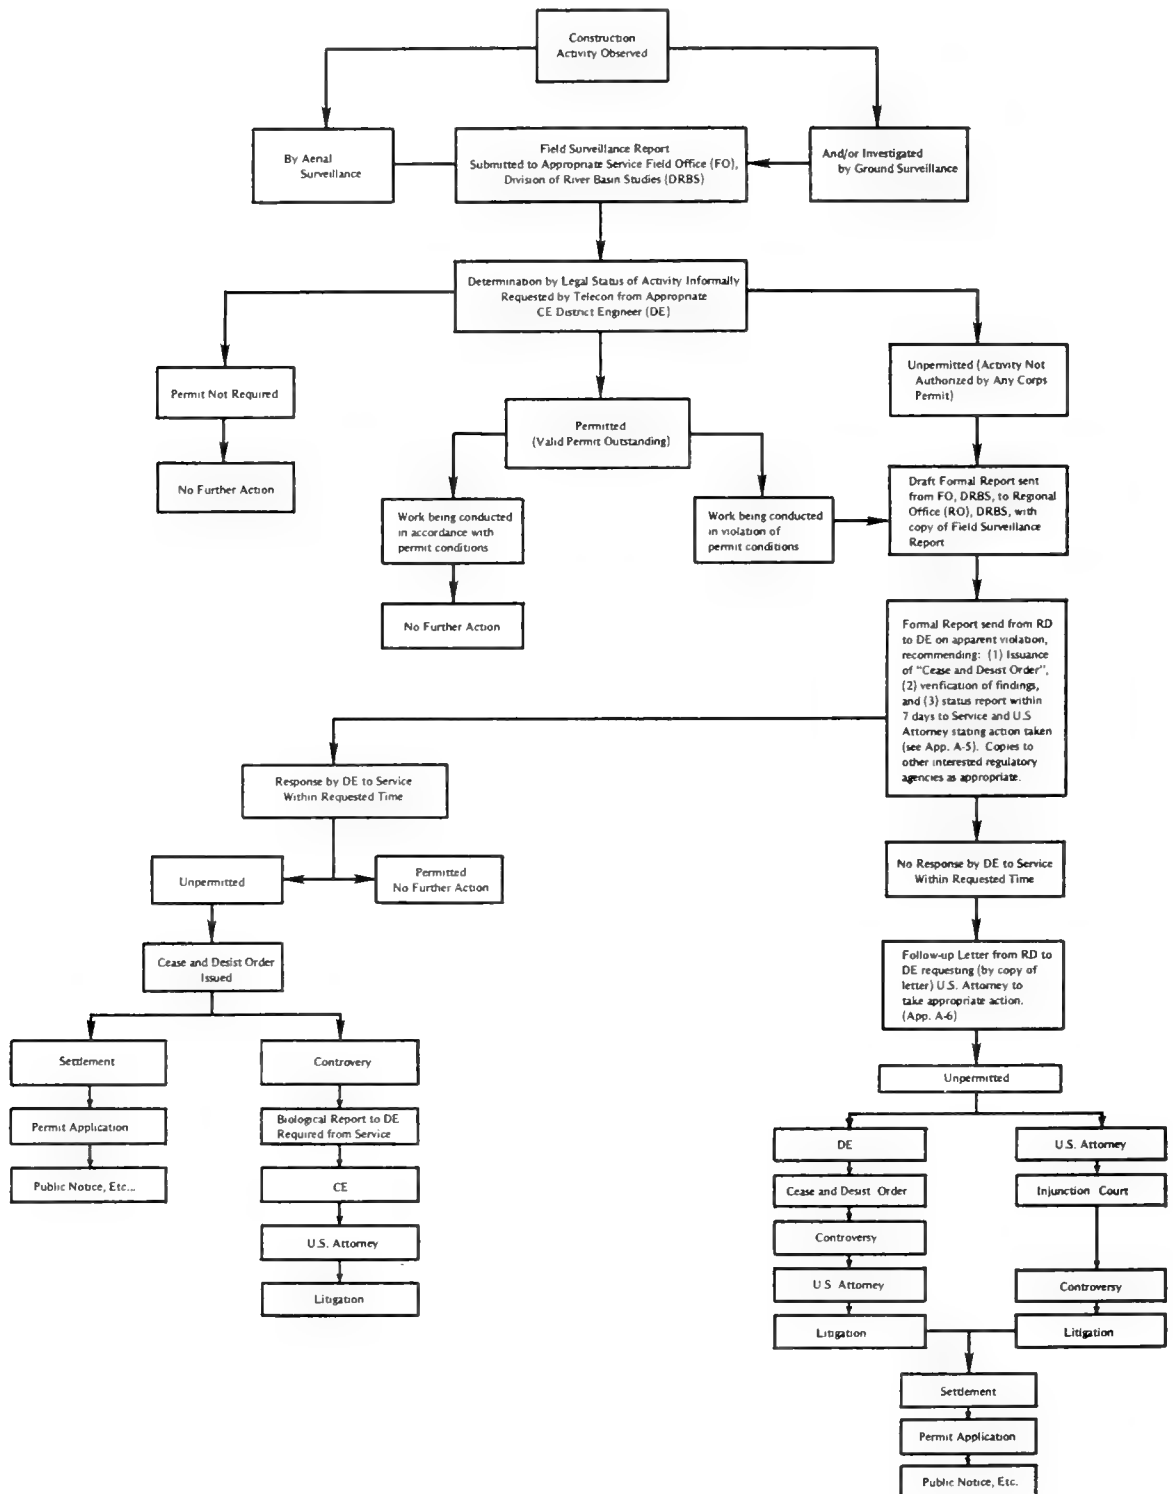 Construction
Activity Observed
By Aerial
Surveillance
Field Surveillance Report
Submitted to Appropriate Service Field Office (FO),
Division of River Basin Studies (DRBS)
And/or Investigated
by Ground Surveillance
Determination by Legal Status of Activity Informally
Requested by Telecon from Appropriate
CE District Engineer (DE)
Permit Not Required
No Further Action
Permitted
(Valid Permit Outstanding)
Unpermitted (Activity Not
Authorized by Any Corps
Permit)
Work being conducted
in accordance with
permit conditions
No Further Action
Work being conducted
in violation of
permit conditions
Draft Formal Report sent
from FO, DRBS, to Regional
Office (RO), DRBS, with
copy of Field Surveillance
Report
Formal Report send from RD
to DE on apparent violation,
recommending: (1) Issuance
of "Cease and Desist Order",
(2) verification of findings,
and (3) status report within
7 days to Service and U.S
Attorney stating action taken
(see App. A-5). Copies to
other interested regulatory
agencies as appropriate.
Response by DE to Service
Within Requested Time
Unpermitted
Permitted
No Further Action
Cease and Desist Order
Issued
Settlement
Permit Application
Public Notice, Etc...
Controvery
Biological Report to DE
Required from Service
CE
U.S. Attorney
Litigation
No Response by DE to Service
Within Requested Time
Follow-up Letter from RD to
DE requesting (by copy of
letter) U.S. Attorney to
take appropriate action.
(App. A-6)
Unpermitted
DE
Cease and Desist Order
Controversy
U.S Attorney
Litigation
U.S. Attorney
Injunction Court
Controversy
Litigation
Settlement
Permit Application
Public Notice, Etc.